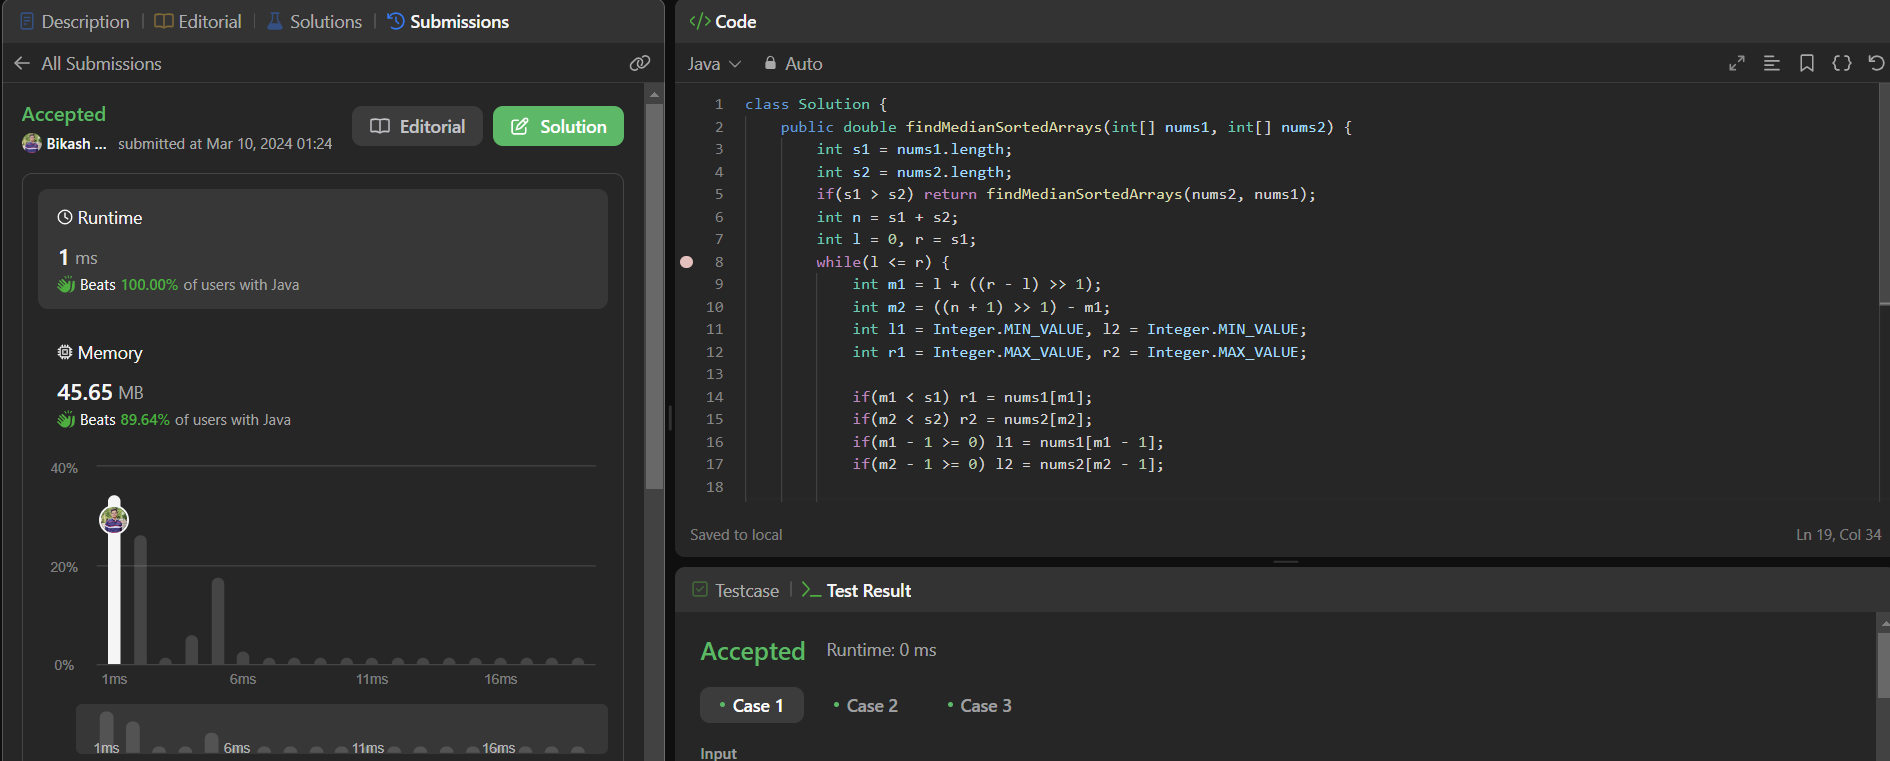 Description | Editorial | Solutions | Submissions
All Submissions
Accepted
Bikash ... submitted at Mar 10, 2024 01:24
Editorial
Solution
Runtime
1 ms
Beats 100.00% of users with Java
Memory
45.65 MB
Beats 89.64% of users with Java
40%
20%
0%
1ms 6ms 11ms 16ms
1ms 6ms 11ms 16ms
</> Code
Java Auto
1 class Solution {
2 public double findMedianSortedArrays(int[] nums1, int[] nums2) {
3 int s1 = nums1.length;
4 int s2 = nums2.length;
5 if(s1 > s2) return findMedianSortedArrays(nums2, nums1);
6 int n = s1 + s2;
7 int l = 0, r = s1;
8 while(l <= r) {
9 int m1 = l + ((r - l) >> 1);
10 int m2 = ((n + 1) >> 1) - m1;
11 int l1 = Integer.MIN_VALUE, l2 = Integer.MIN_VALUE;
12 int r1 = Integer.MAX_VALUE, r2 = Integer.MAX_VALUE;
13
14 if(m1 < s1) r1 = nums1[m1];
15 if(m2 < s2) r2 = nums2[m2];
16 if(m1 - 1 >= 0) l1 = nums1[m1 - 1];
17 if(m2 - 1 >= 0) l2 = nums2[m2 - 1];
18
Saved to local
Ln 19, Col 34
Testcase | >_ Test Result
Accepted Runtime: 0 ms
• Case 1 • Case 2 • Case 3
Input